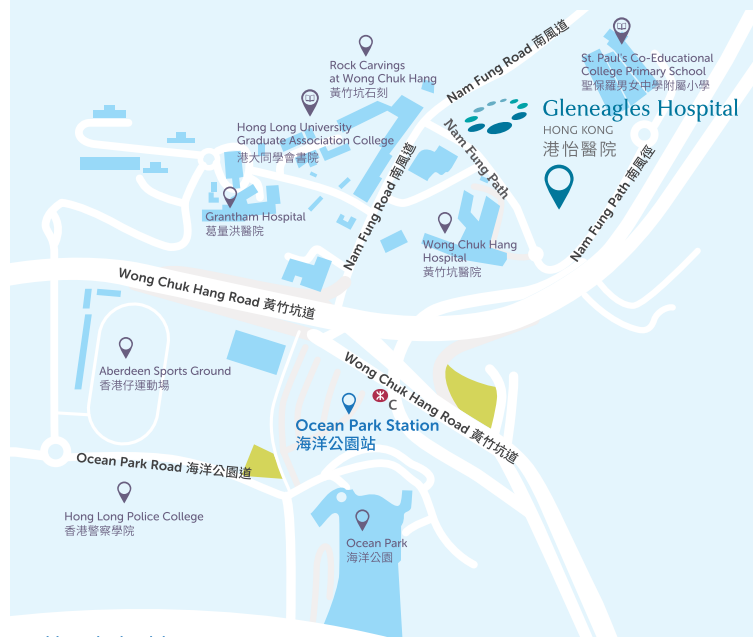 Rock Carvings
at Wong Chuk Hang
黃竹坑石刻
Nam Fung Road 南風道
St. Paul's Co-Educational
College Primary School
聖保羅男女中學附屬小學
Gleneagles Hospital
HONG KONG
港怡醫院
Hong Long University
Graduate Association College
港大同學會書院
Nam Fung Path
Nam Fung Road 南風道
Nam Fung Path 南風徑
Grantham Hospital
葛量洪醫院
Wong Chuk Hang
Hospital
黃竹坑醫院
Wong Chuk Hang Road 黃竹坑道
Aberdeen Sports Ground
香港仔運動場
Wong Chuk Hang Road 黃竹坑道
C
Ocean Park Station
海洋公園站
Ocean Park Road 海洋公園道
Hong Long Police College
香港警察學院
Ocean Park
海洋公園